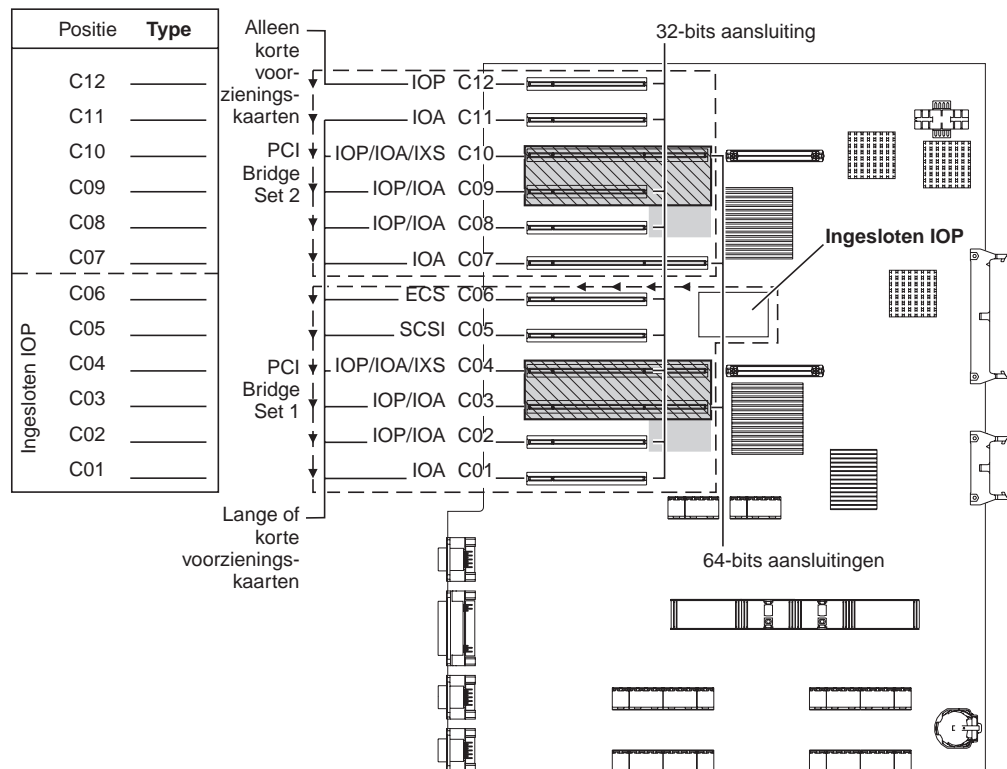 Positie Type
C12
C11
C10
C09
C08
C07
C06
C05
C04
C03
C02
C01
Ingesloten IOP
Alleen
korte
voor-
zienings-
kaarten
PCI
Bridge
Set 2
PCI
Bridge
Set 1
Lange of
korte
voorzienings-
kaarten
IOP C12
IOA C11
IOP/IOA/IXS C10
IOP/IOA C09
IOP/IOA C08
IOA C07
ECS C06
SCSI C05
IOP/IOA/IXS C04
IOP/IOA C03
IOP/IOA C02
IOA C01
32-bits aansluiting
Ingesloten IOP
64-bits aansluitingen